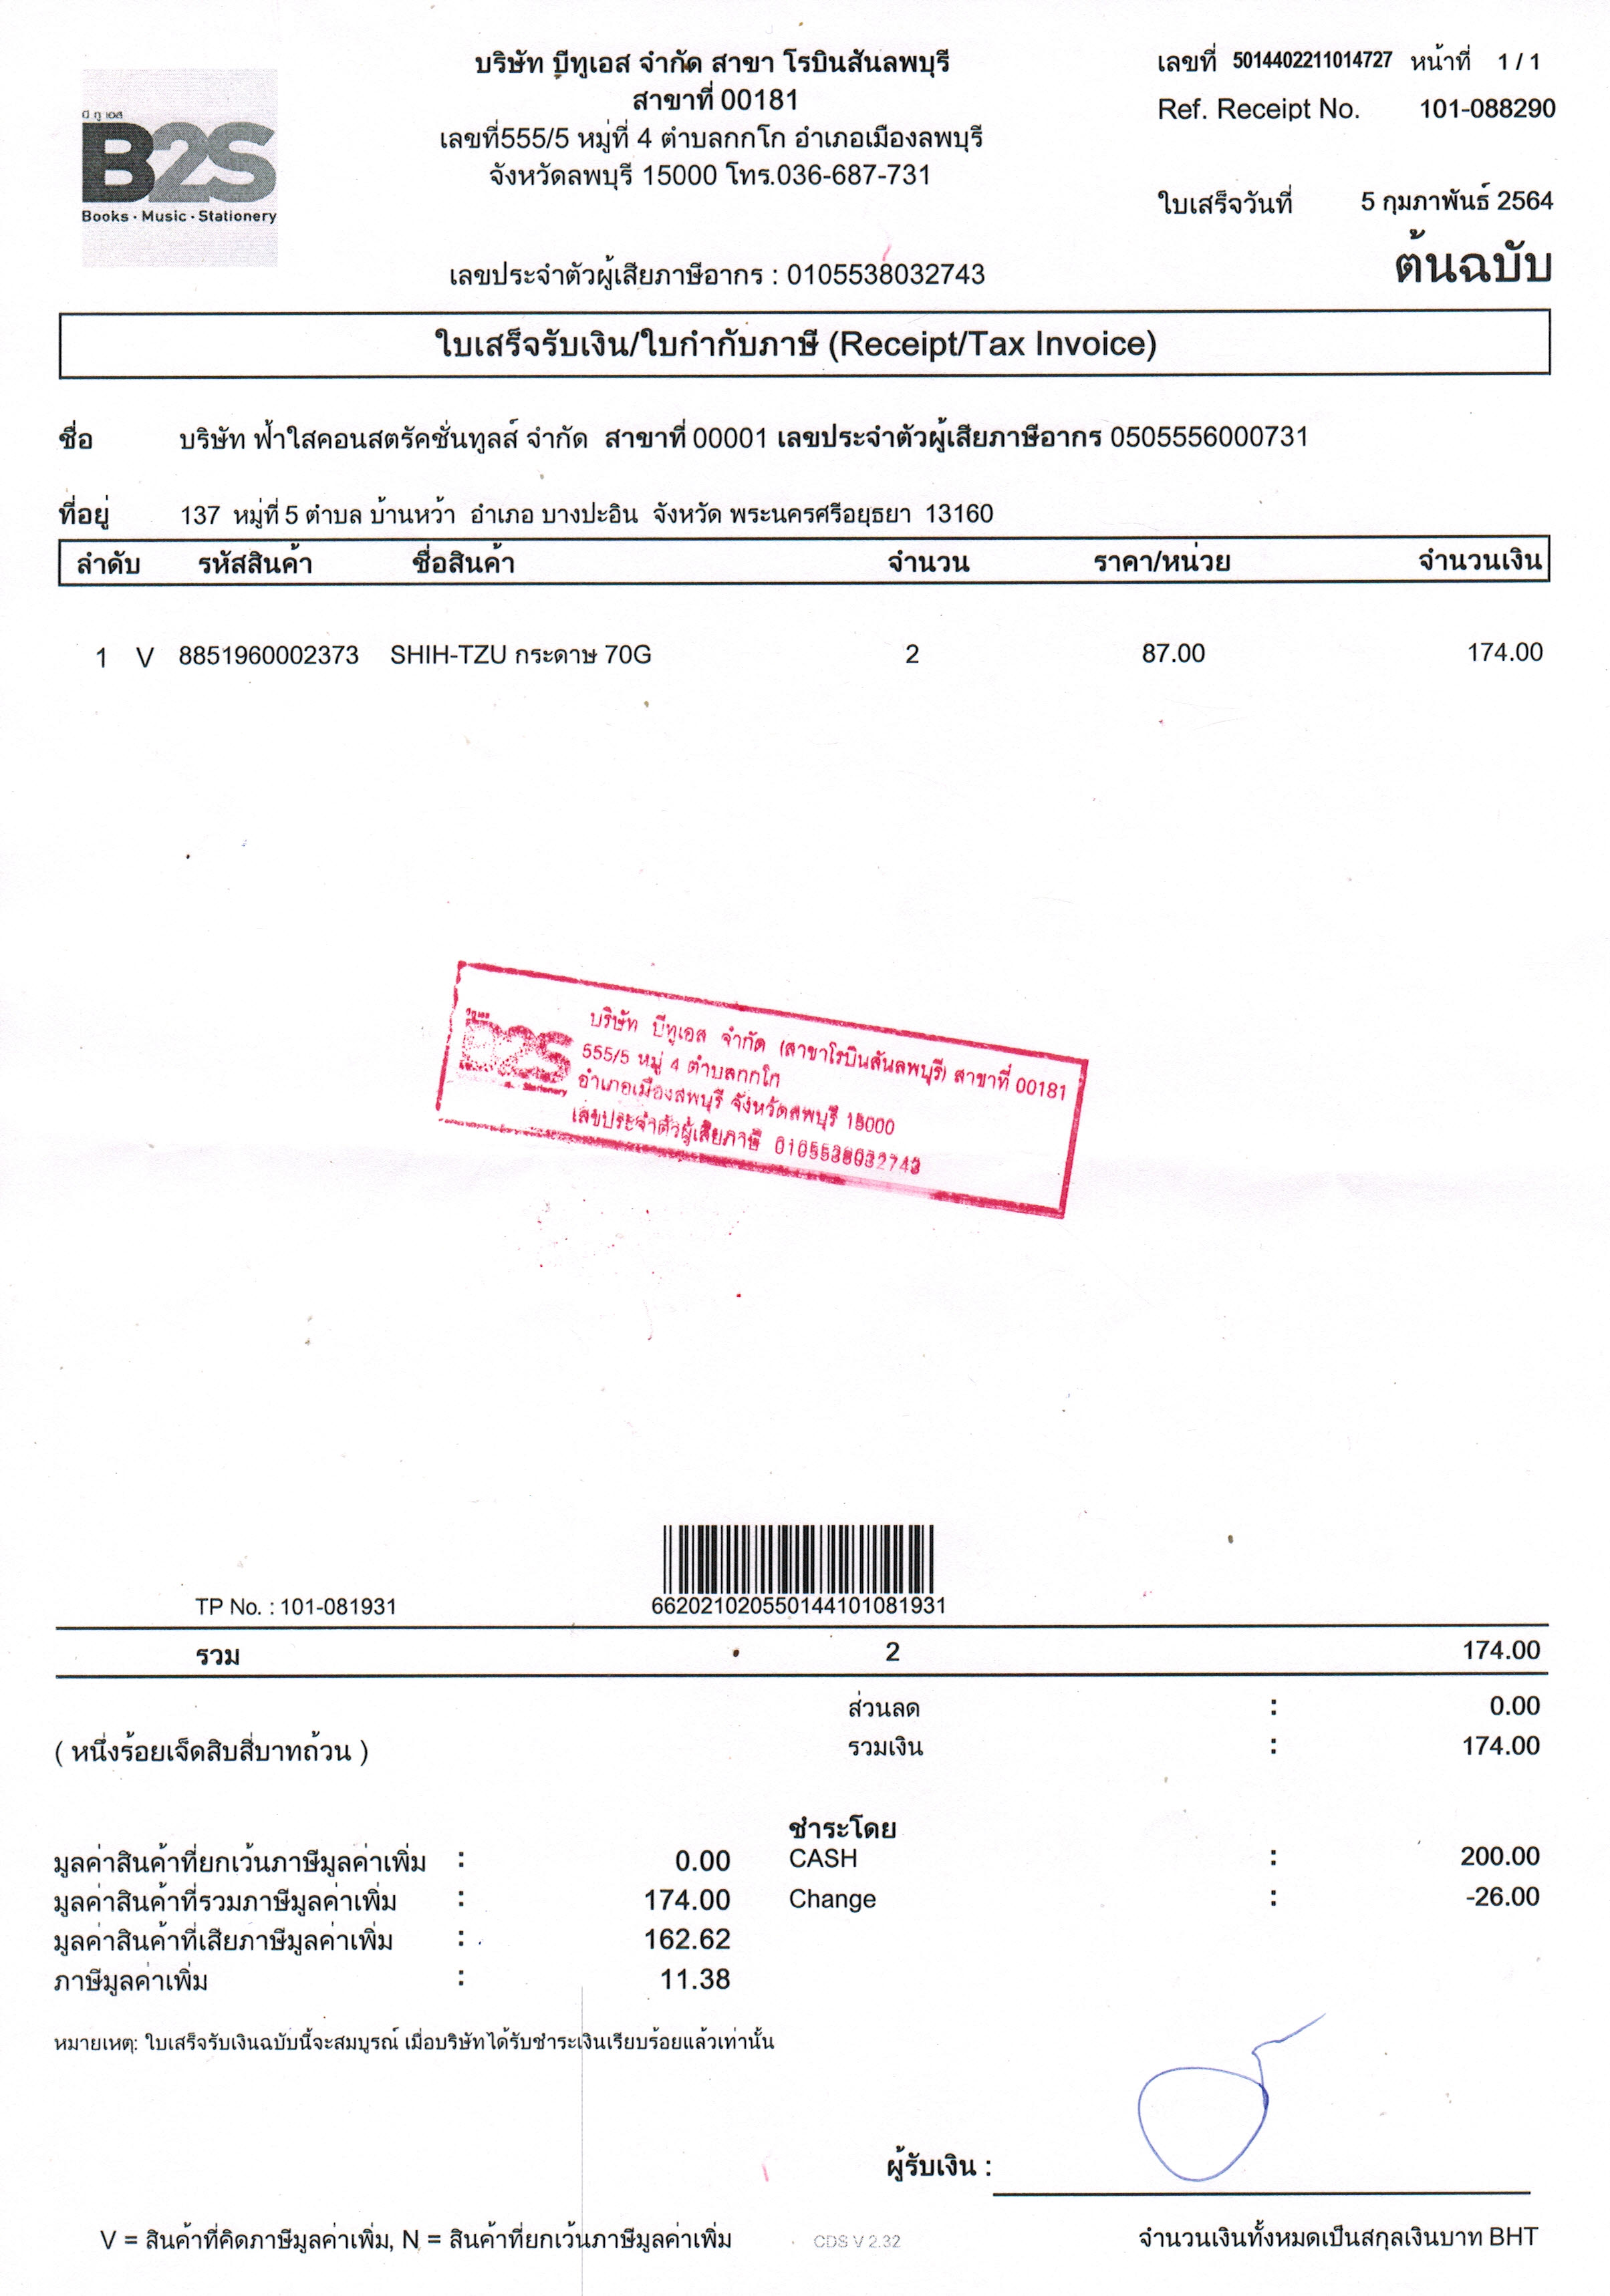 บี ทู เอส
B2S
Books · Music · Stationery
บริษัท บีทูเอส จำกัด สาขา โรบินสันลพบุรี
สาขาที่ 00181
เลขที่555/5 หมู่ที่ 4 ตำบลกกโก อำเภอเมืองลพบุรี
จังหวัดลพบุรี 15000 โทร.036-687-731
เลขประจำตัวผู้เสียภาษีอากร : 0105538032743
เลขที่ 5014402211014727 หน้าที่ 1 / 1
Ref. Receipt No. 101-088290
ใบเสร็จวันที่ 5 กุมภาพันธ์ 2564
ต้นฉบับ
ใบเสร็จรับเงิน/ใบกำกับภาษี (Receipt/Tax Invoice)
ชื่อ บริษัท ฟ้าใสคอนสตรัคชั่นทูลส์ จำกัด สาขาที่ 00001 เลขประจำตัวผู้เสียภาษีอากร 0505556000731
ที่อยู่ 137 หมู่ที่ 5 ตำบล บ้านหว้า อำเภอ บางปะอิน จังหวัด พระนครศรีอยุธยา 13160
ลำดับ รหัสสินค้า ชื่อสินค้า จำนวน ราคา/หน่วย จำนวนเงิน
1 V 8851960002373 SHIH-TZU กระดาษ 70G 2 87.00 174.00
บีทูเอส
B2S
Stationery
บริษัท บีทูเอส จำกัด (สาขาโรบินสันลพบุรี) สาขาที่ 00181
555/5 หมู่ 4 ตำบลกกโก
อำเภอเมืองลพบุรี จังหวัดลพบุรี 15000
เลขประจำตัวผู้เสียภาษี 0105538032743
TP No. : 101-081931
66202102055014410108​1931
รวม 2 174.00
ส่วนลด : 0.00
( หนึ่งร้อยเจ็ดสิบสี่บาทถ้วน ) รวมเงิน : 174.00
ชำระโดย
มูลค่าสินค้าที่ยกเว้นภาษีมูลค่าเพิ่ม : 0.00 CASH : 200.00
มูลค่าสินค้าที่รวมภาษีมูลค่าเพิ่ม : 174.00 Change : -26.00
มูลค่าสินค้าที่เสียภาษีมูลค่าเพิ่ม : 162.62
ภาษีมูลค่าเพิ่ม : 11.38
หมายเหตุ: ใบเสร็จรับเงินฉบับนี้จะสมบูรณ์ เมื่อบริษัทได้รับชำระเงินเรียบร้อยแล้วเท่านั้น
ผู้รับเงิน :
V = สินค้าที่คิดภาษีมูลค่าเพิ่ม, N = สินค้าที่ยกเว้นภาษีมูลค่าเพิ่ม CDS V 2.32 จำนวนเงินทั้งหมดเป็นสกุลเงินบาท BHT